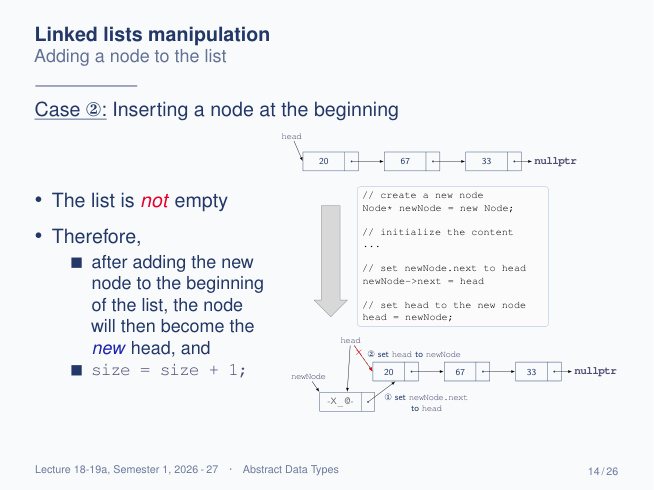 Linked lists manipulation
Adding a node to the list
Case ②: Inserting a node at the beginning
head
20
67
33
nullptr
• The list is not empty
• Therefore,
■ after adding the new
node to the beginning
of the list, the node
will then become the
new head, and
■ size = size + 1;
// create a new node
Node* newNode = new Node;
// initialize the content
...
// set newNode.next to head
newNode->next = head
// set head to the new node
head = newNode;
head
② set head to newNode
20
67
33
nullptr
newNode
-X_@-
① set newNode.next
to head
Lecture 18-19a, Semester 1, 2026-27 · Abstract Data Types
14/26